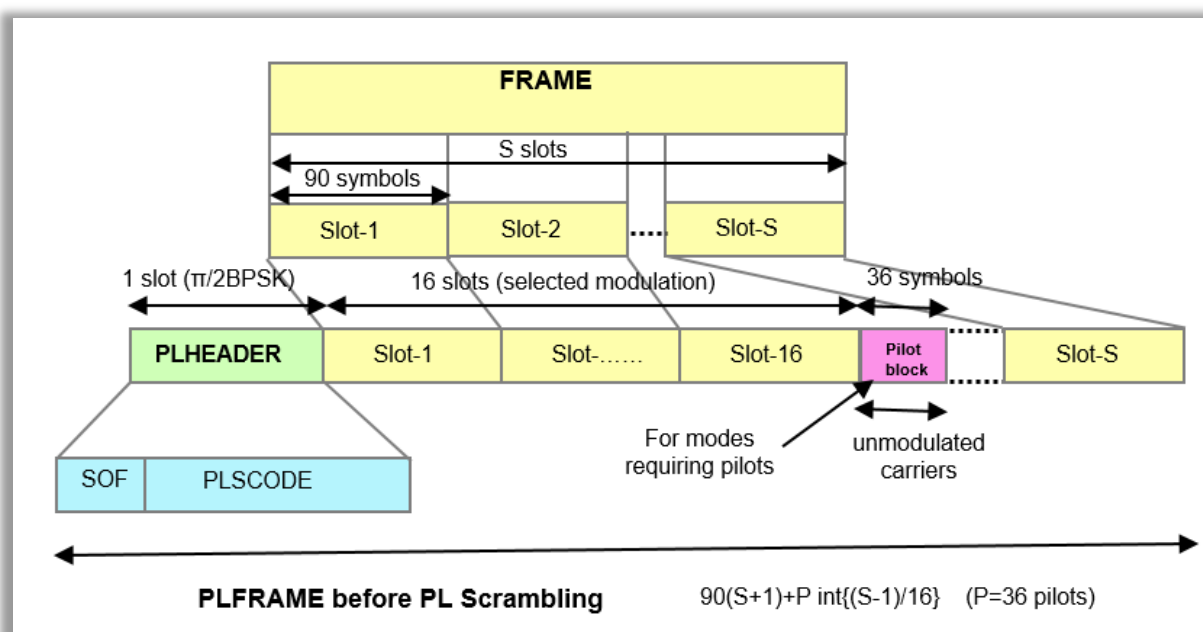 FRAME
S slots
90 symbols
Slot-1
Slot-2
Slot-S
1 slot (π/2BPSK)
16 slots (selected modulation)
36 symbols
PLHEADER
Slot-1
Slot-......
Slot-16
Pilot
block
Slot-S
For modes
requiring pilots
unmodulated
carriers
SOF
PLSCODE
PLFRAME before PL Scrambling
90(S+1)+P int{(S-1)/16} (P=36 pilots)